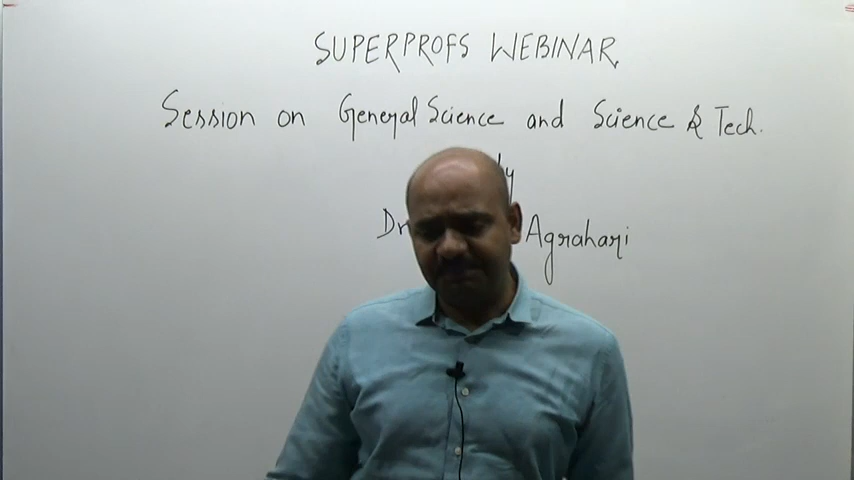 SUPERPROFS WEBINAR
Session on General Science and Science & Tech.
Agrahari